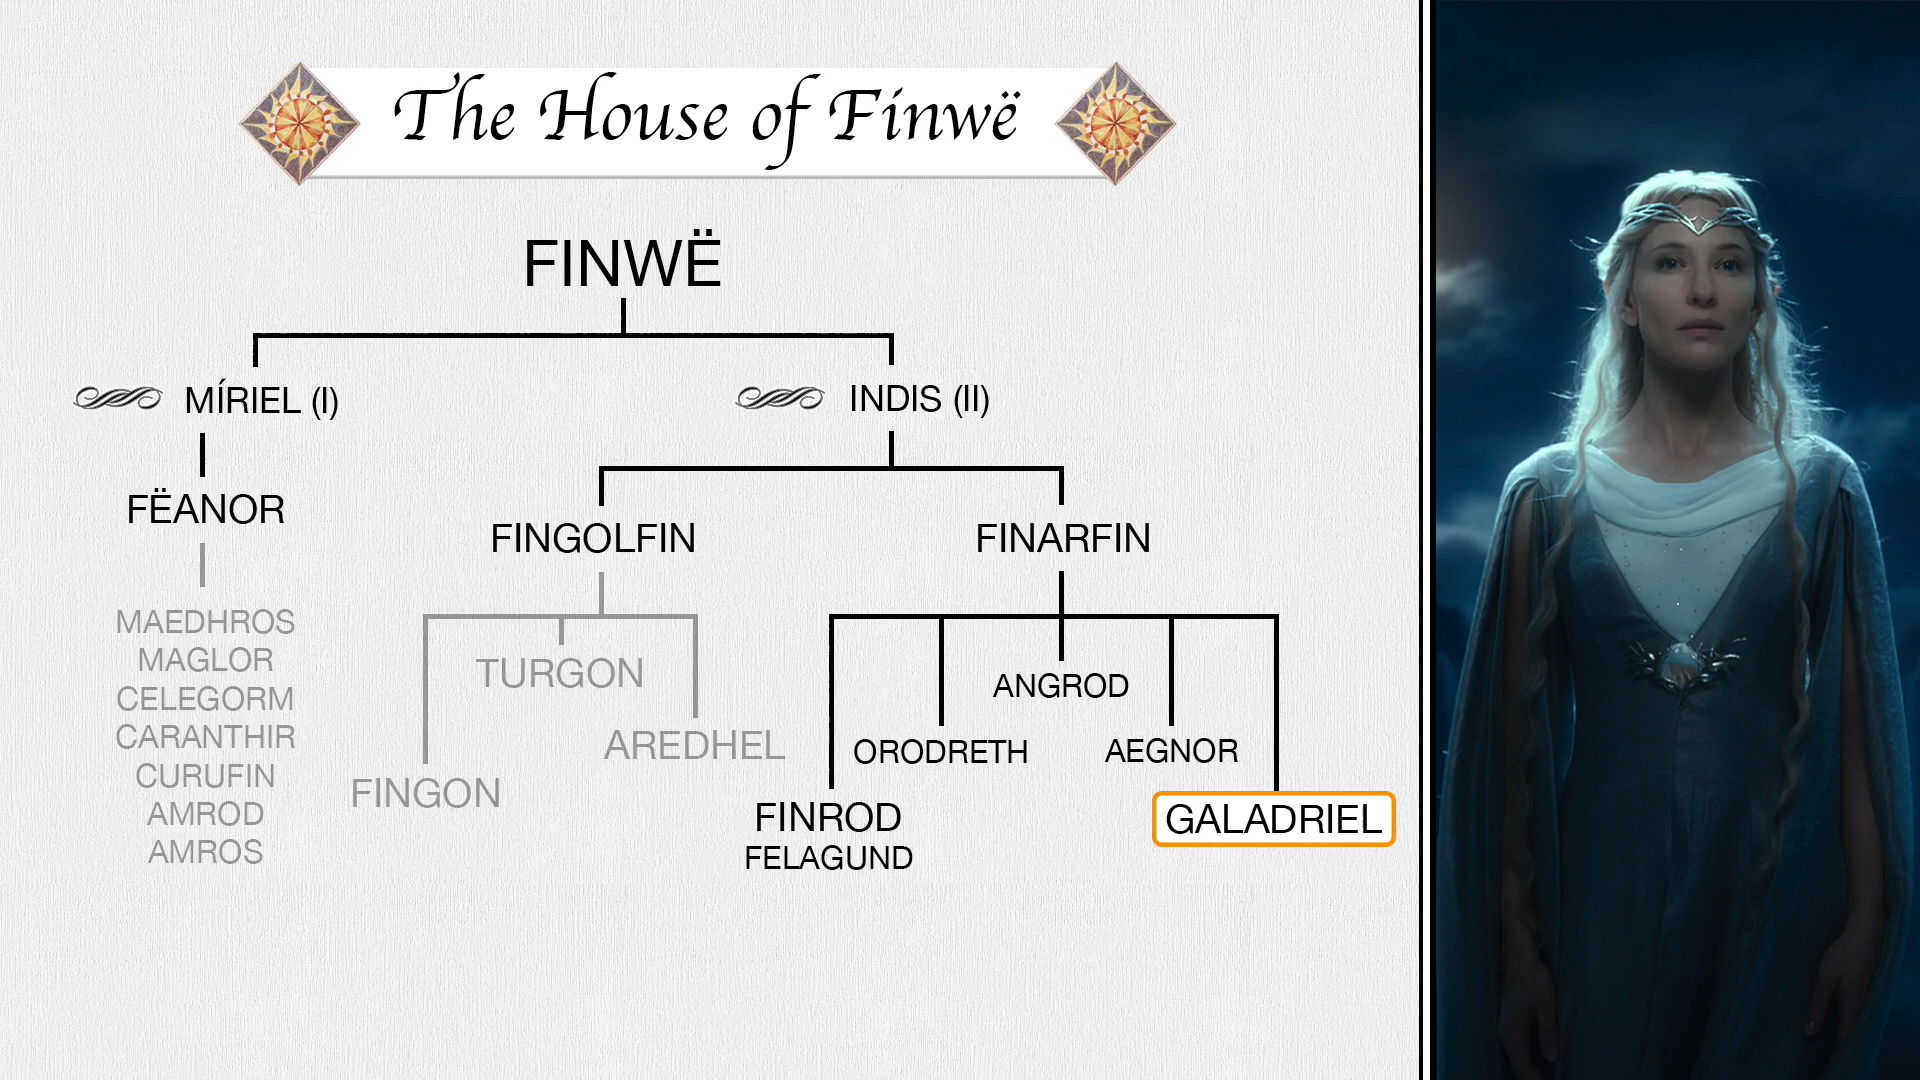 The House of Finwë
FINWË
MÍRIEL (I)
INDIS (II)
FËANOR
FINGOLFIN
FINARFIN
MAEDHROS
MAGLOR
CELEGORM
CARANTHIR
CURUFIN
AMROD
AMROS
TURGON
AREDHEL
FINGON
ANGROD
ORODRETH
AEGNOR
FINROD
FELAGUND
GALADRIEL